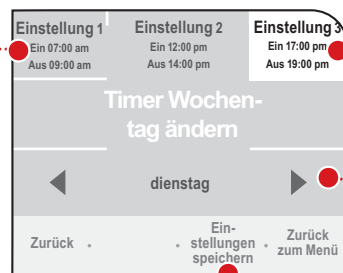 Einstellung 1
Ein 07:00 am
Aus 09:00 am
Einstellung 2
Ein 12:00 pm
Aus 14:00 pm
Einstellung 3
Ein 17:00 pm
Aus 19:00 pm
Timer Wochen-
tag ändern
dienstag
Zurück
Ein-
stellungen
speichern
Zurück
zum Menü